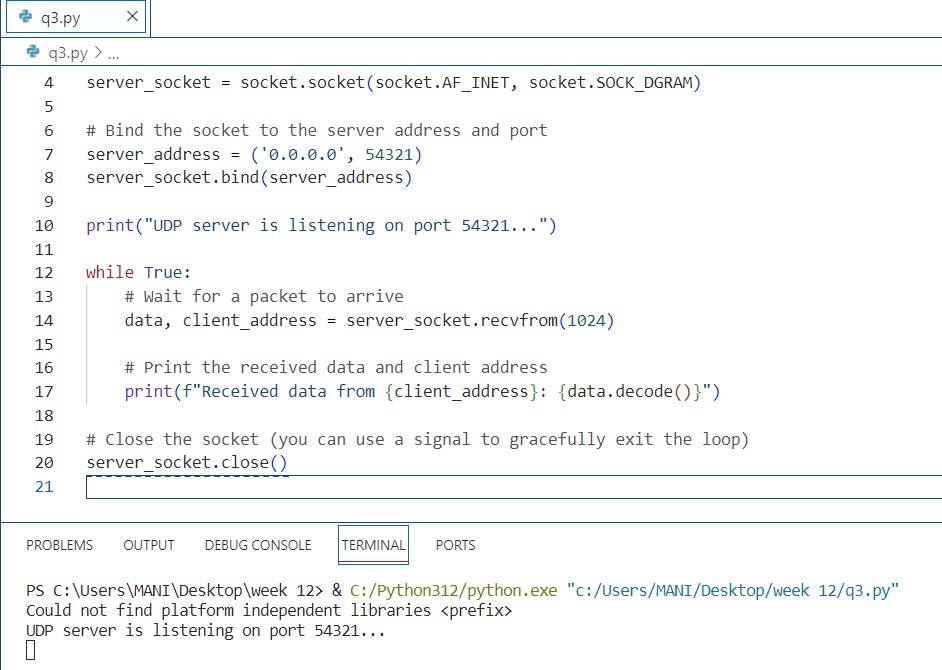 q3.py
q3.py > ...
4 server_socket = socket.socket(socket.AF_INET, socket.SOCK_DGRAM)
5
6 # Bind the socket to the server address and port
7 server_address = ('0.0.0.0', 54321)
8 server_socket.bind(server_address)
9
10 print("UDP server is listening on port 54321...")
11
12 while True:
13     # Wait for a packet to arrive
14     data, client_address = server_socket.recvfrom(1024)
15
16     # Print the received data and client address
17     print(f"Received data from {client_address}: {data.decode()}")
18
19 # Close the socket (you can use a signal to gracefully exit the loop)
20 server_socket.close()
21
PROBLEMS OUTPUT DEBUG CONSOLE TERMINAL PORTS
PS C:\Users\MANI\Desktop\week 12> & C:/Python312/python.exe "c:/Users/MANI/Desktop/week 12/q3.py"
Could not find platform independent libraries <prefix>
UDP server is listening on port 54321...